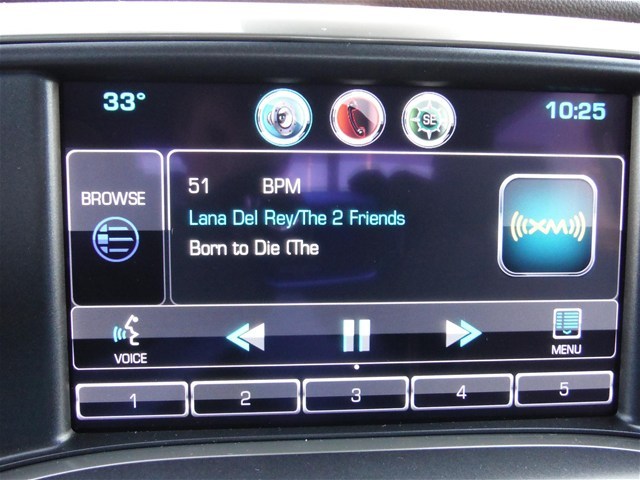 33°
SE
10:25
BROWSE
51 BPM
Lana Del Rey/The 2 Friends
Born to Die (The
((XM))
VOICE
MENU
1 2 3 4 5